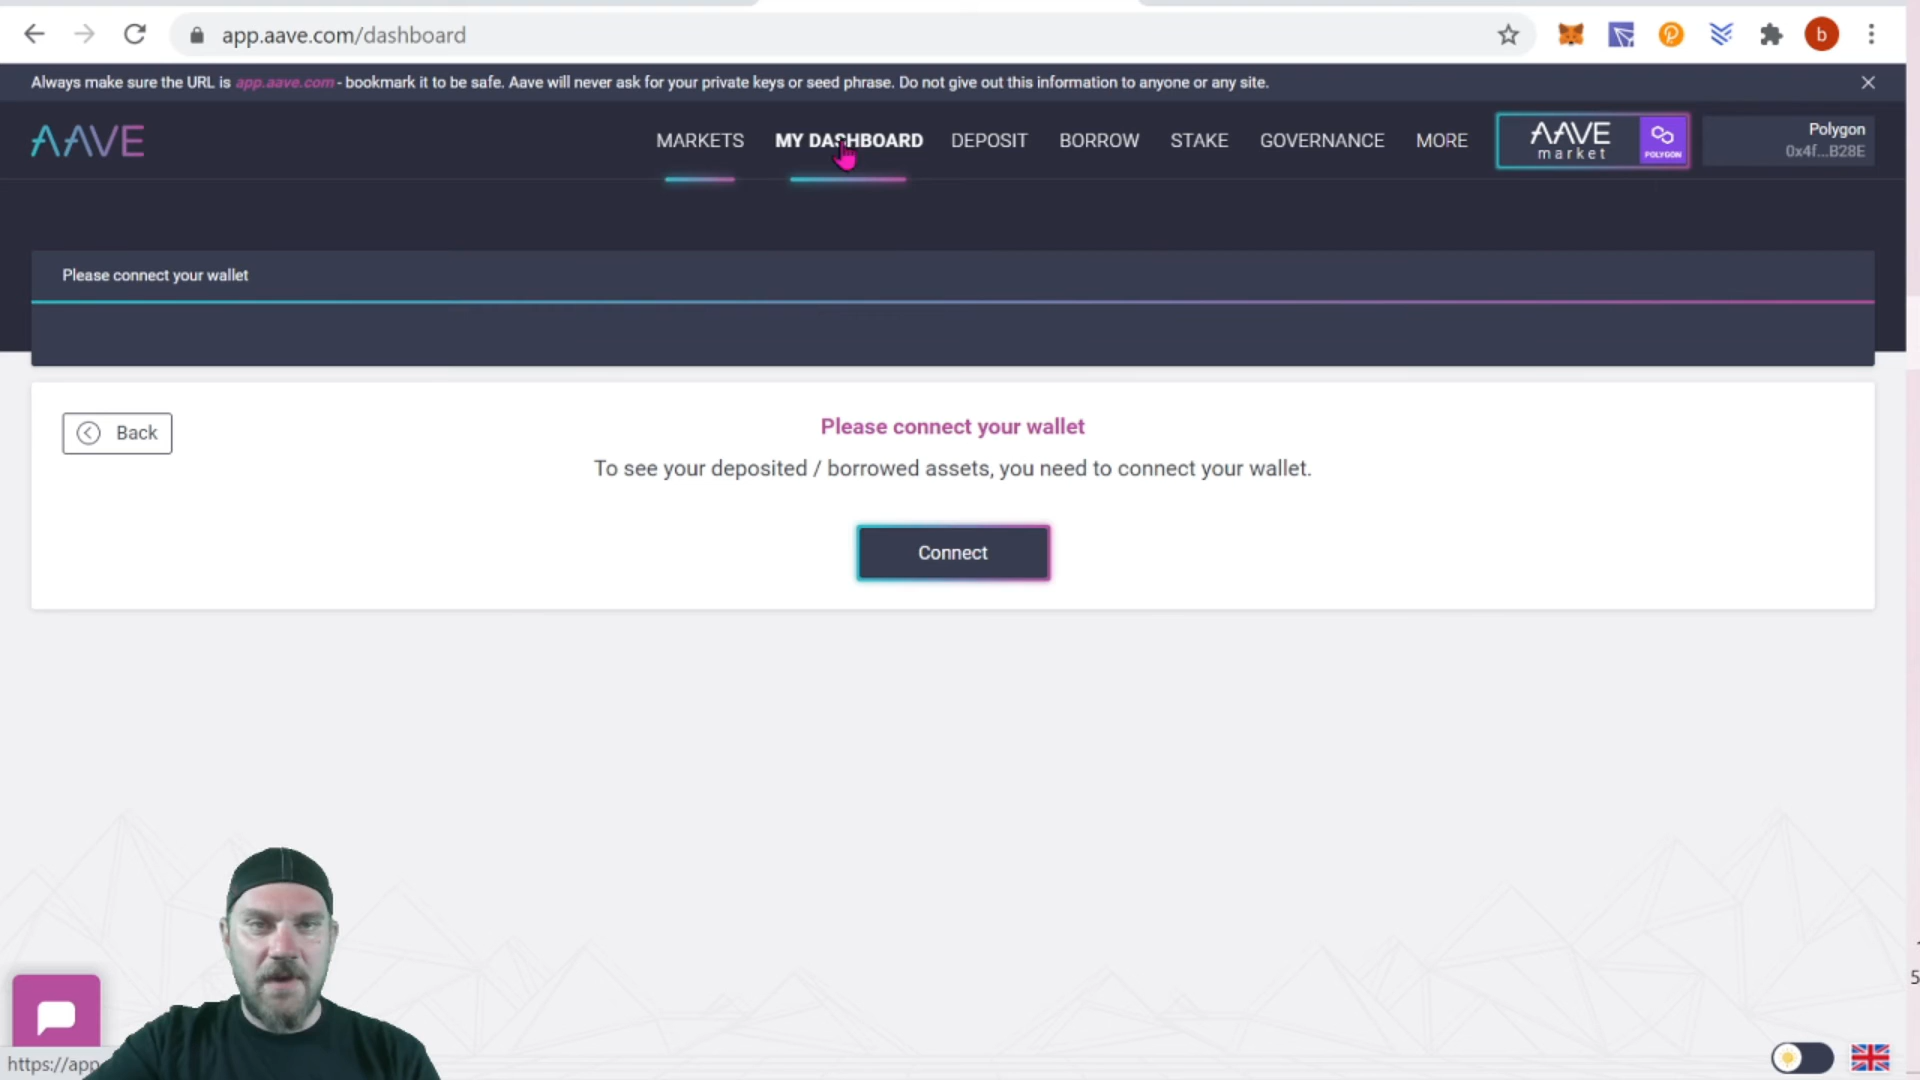 app.aave.com/dashboard
b
Always make sure the URL is app.aave.com - bookmark it to be safe. Aave will never ask for your private keys or seed phrase. Do not give out this information to anyone or any site.
AAVE
MARKETS
MY DASHBOARD
DEPOSIT
BORROW
STAKE
GOVERNANCE
MORE
AAVE
market
POLYGON
Polygon
0x4f...B28E
Please connect your wallet
Back
Please connect your wallet
To see your deposited / borrowed assets, you need to connect your wallet.
Connect
5
https://app